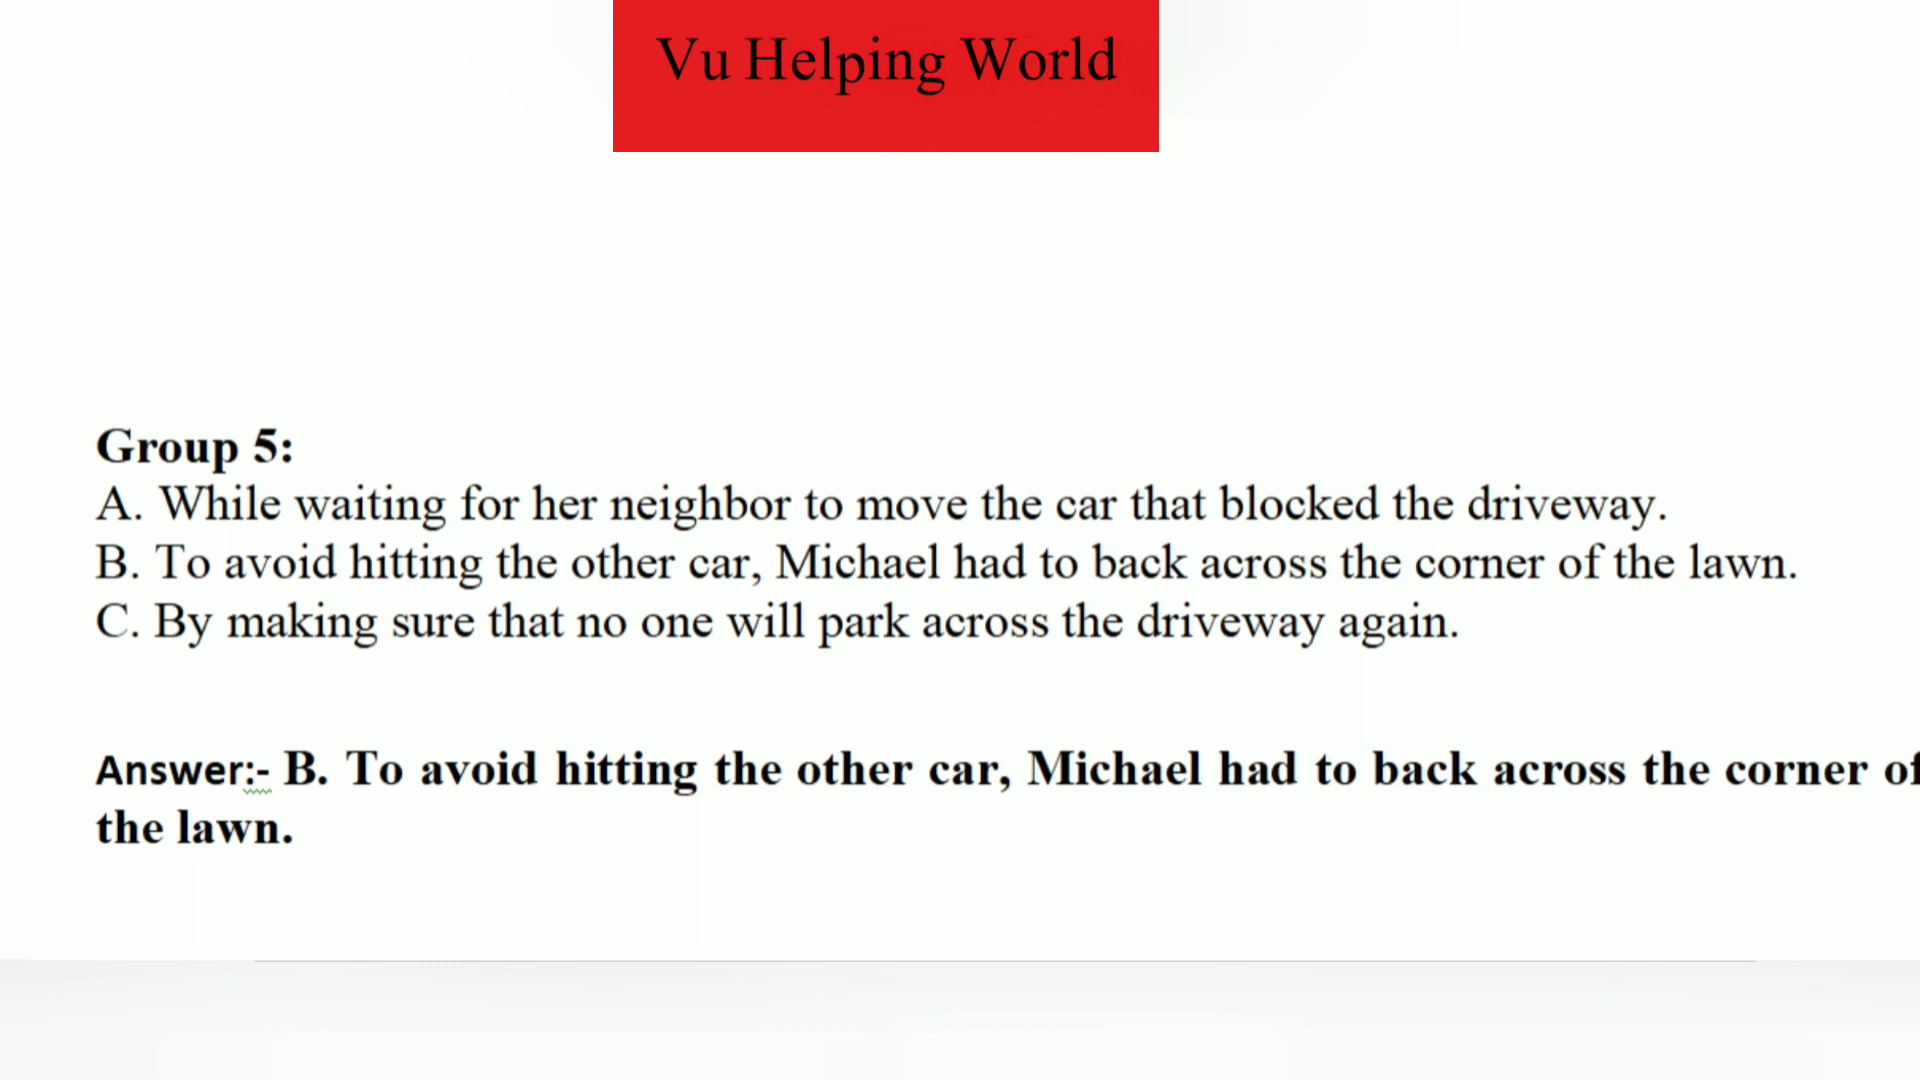 Vu Helping World
Group 5:
A. While waiting for her neighbor to move the car that blocked the driveway.
B. To avoid hitting the other car, Michael had to back across the corner of the lawn.
C. By making sure that no one will park across the driveway again.
Answer:- B. To avoid hitting the other car, Michael had to back across the corner of
the lawn.